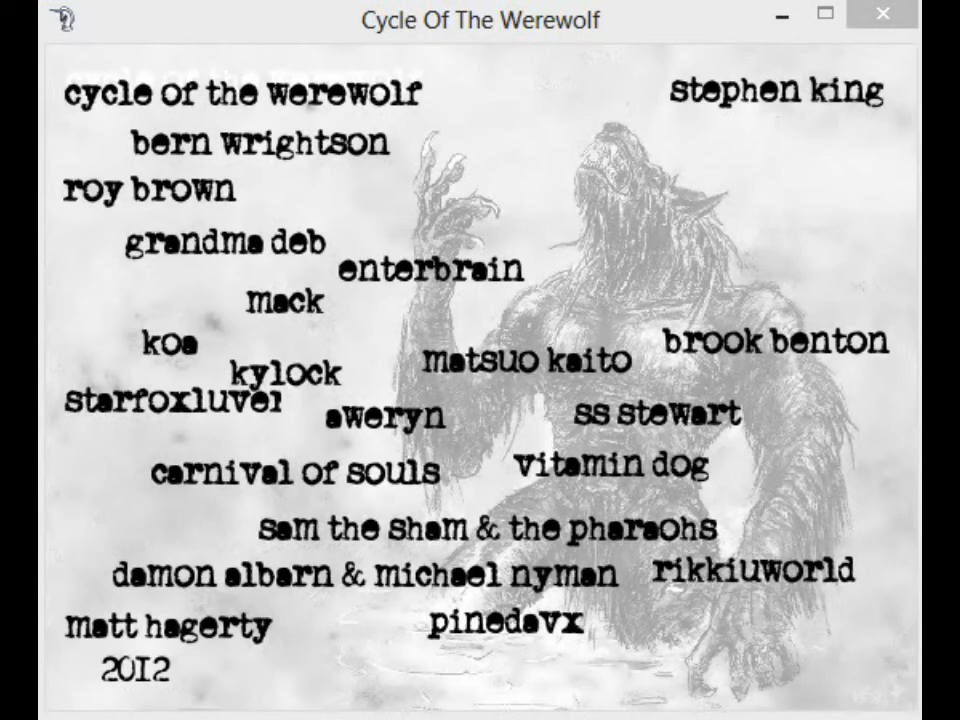 Cycle Of The Werewolf
cycle of the werewolf
stephen king
bern wrightson
roy brown
grandma deb
enterbrain
mack
koa
brook benton
matsuo kaito
kylock
starfoxluver
aweryn
ss stewart
carnival of souls
vitamin dog
sam the sham & the pharaohs
damon albarn & michael nyman
rikkiuworld
matt hagerty
pinedavx
2012